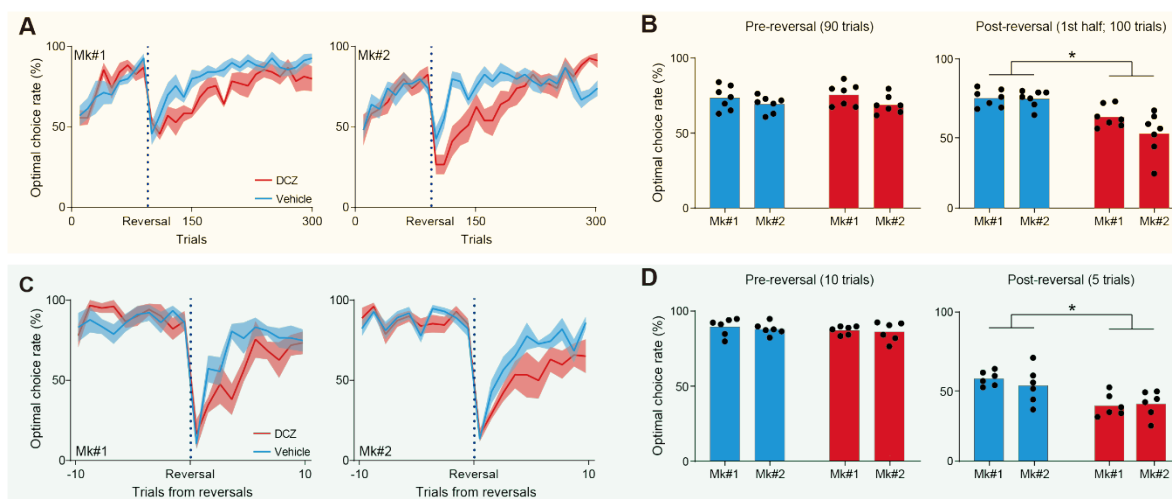 A
Mk#1
Mk#2
Optimal choice rate (%)
100
50
0
DCZ
Vehicle
0
Reversal
150
300
Trials
100
50
0
0
Reversal
150
300
Trials
B
Pre-reversal (90 trials)
Post-reversal (1st half; 100 trials)
Optimal choice rate (%)
100
50
0
Mk#1
Mk#2
Mk#1
Mk#2
100
50
0
*
Mk#1
Mk#2
Mk#1
Mk#2
C
Optimal choice rate (%)
100
50
0
DCZ
Vehicle
Mk#1
-10
Reversal
10
Trials from reversals
100
50
0
Mk#2
-10
Reversal
10
Trials from reversals
D
Pre-reversal (10 trials)
Post-reversal (5 trials)
Optimal choice rate (%)
100
50
0
Mk#1
Mk#2
Mk#1
Mk#2
100
50
0
*
Mk#1
Mk#2
Mk#1
Mk#2